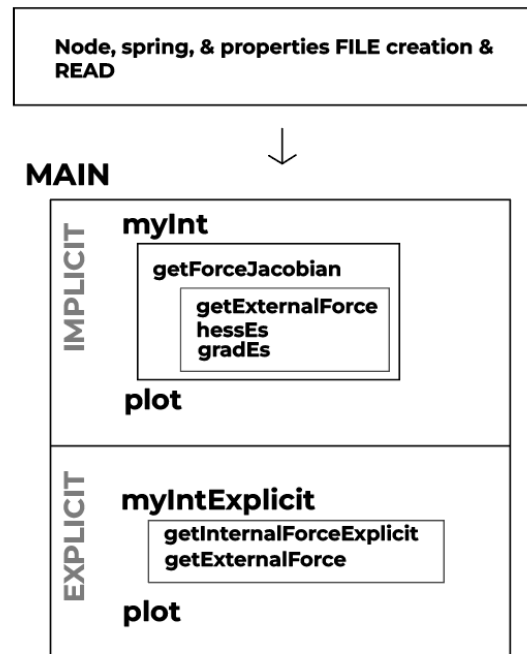 Node, spring, & properties FILE creation &
READ
MAIN
IMPLICIT
myInt
getForceJacobian
getExternalForce
hessEs
gradEs
plot
EXPLICIT
myIntExplicit
getInternalForceExplicit
getExternalForce
plot